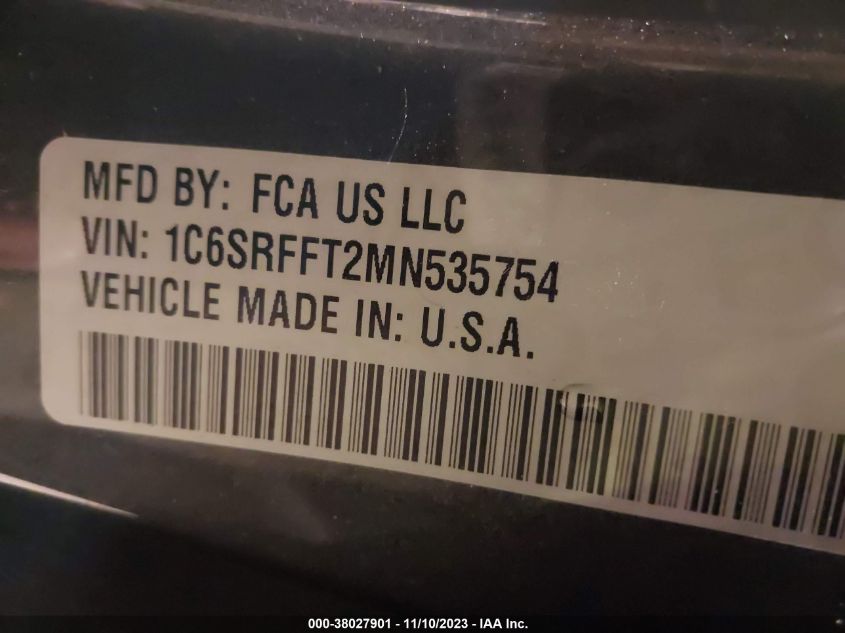 MFD BY: FCA US LLC
VIN: 1C6SRFFT2MN535754
VEHICLE MADE IN: U.S.A.
000-38027901 - 11/10/2023 - IAA Inc.